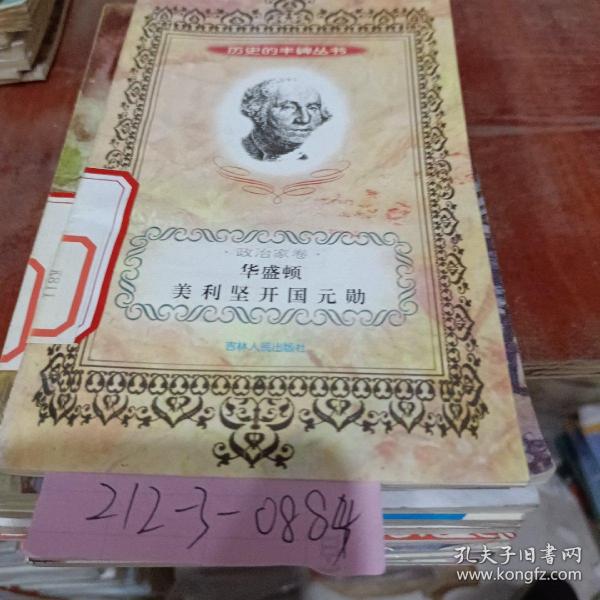 历史的丰碑丛书
·政治家卷·
华盛顿
美利坚开国元勋
吉林人民出版社
K811
212-3-0884
孔夫子旧书网
www.kongfz.com